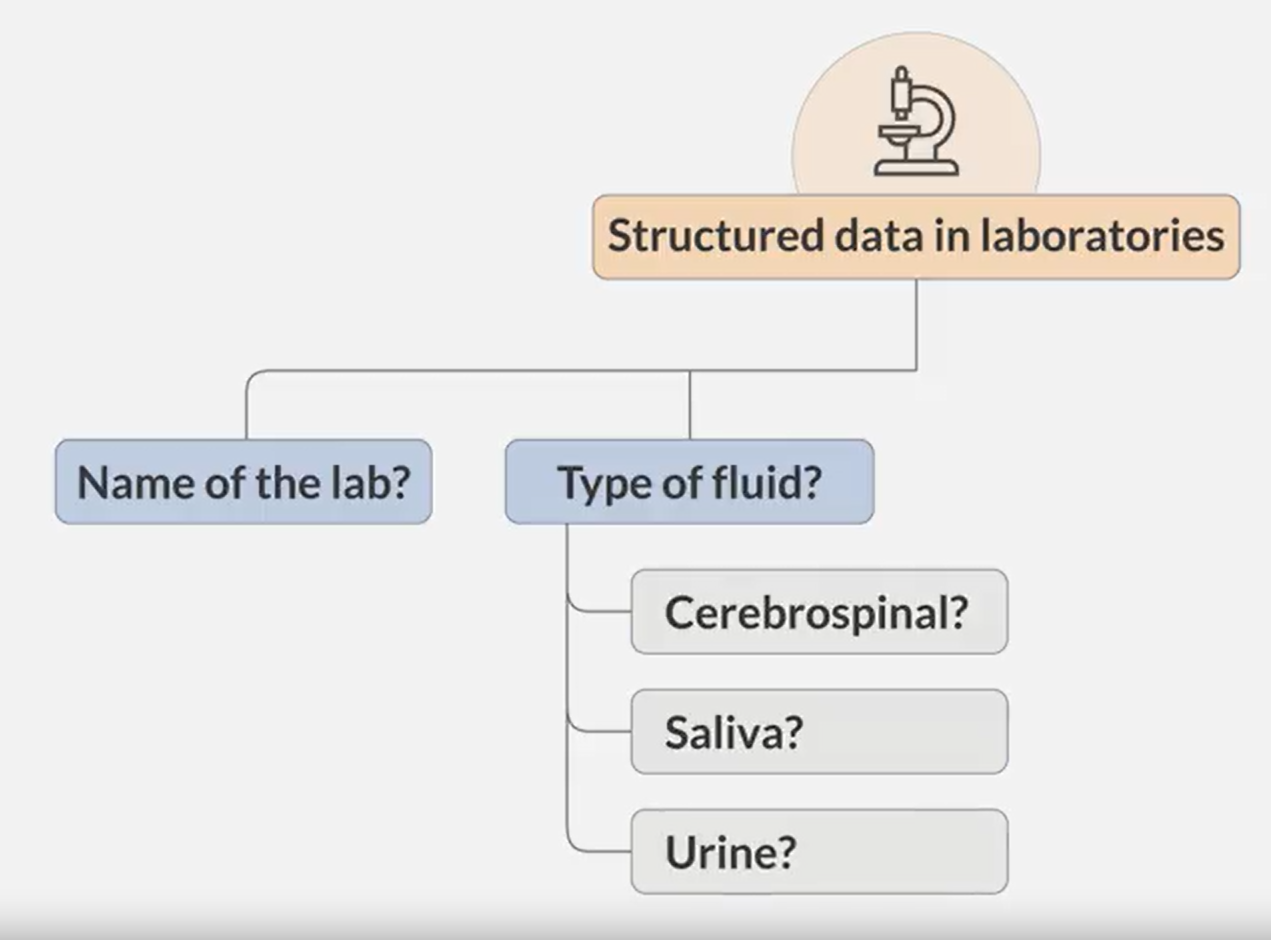 Structured data in laboratories
Name of the lab?
Type of fluid?
Cerebrospinal?
Saliva?
Urine?